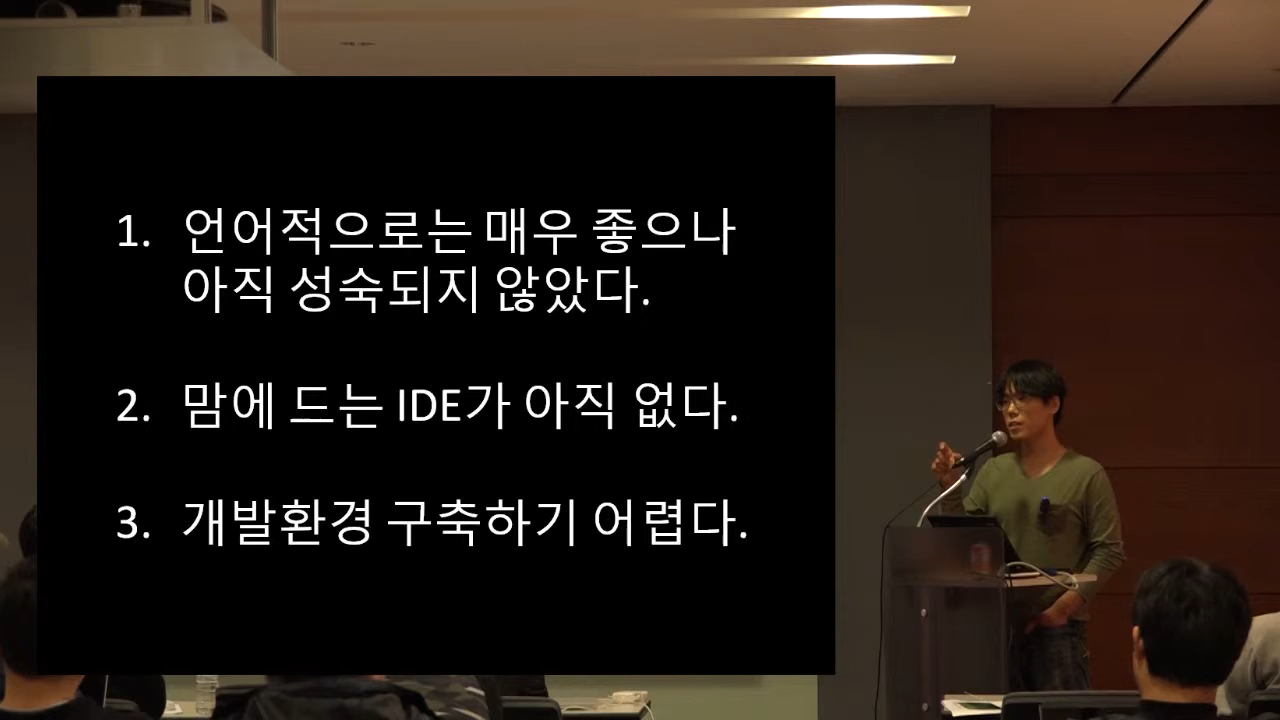 1. 언어적으로는 매우 좋으나
아직 성숙되지 않았다.
2. 맘에 드는 IDE가 아직 없다.
3. 개발환경 구축하기 어렵다.